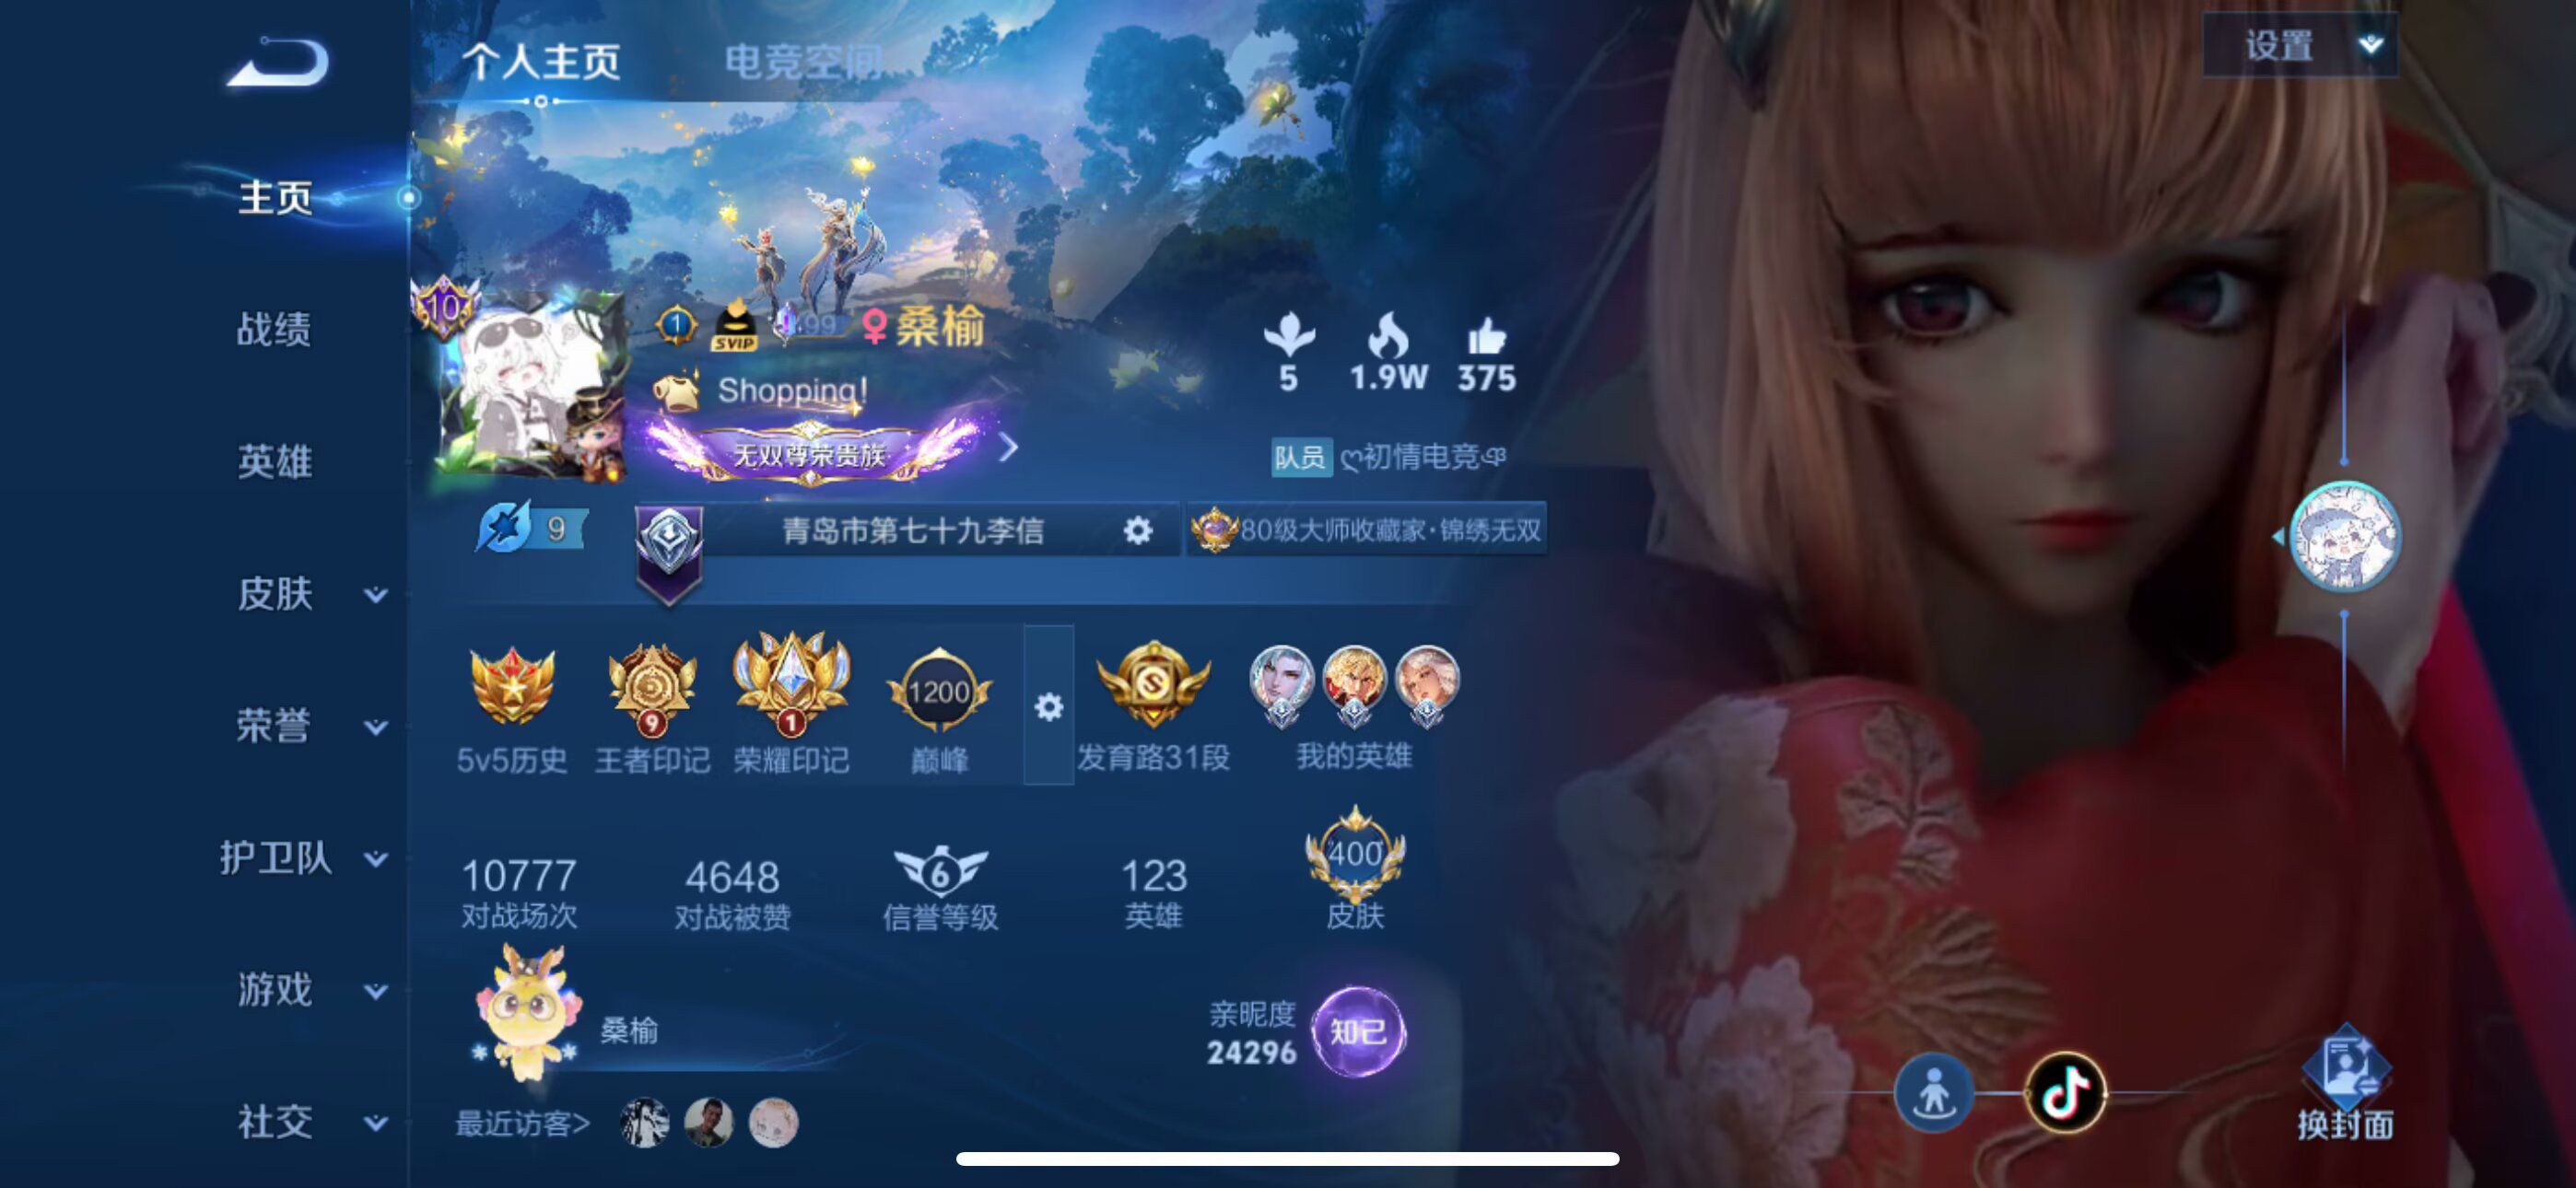 个人主页
电竞空间
设置
主页
战绩
英雄
皮肤
荣誉
护卫队
游戏
社交
10
1
SVIP
99
桑榆
Shopping!
无双尊荣贵族
5
1.9W
375
队员
ღ初情电竞
9
青岛市第七十九李信
80级大师收藏家·锦绣无双
9
1
1200
5v5历史
王者印记
荣耀印记
巅峰
发育路31段
我的英雄
10777
对战场次
4648
对战被赞
6
信誉等级
123
英雄
400
皮肤
桑榆
亲昵度
24296
知己
最近访客>
换封面